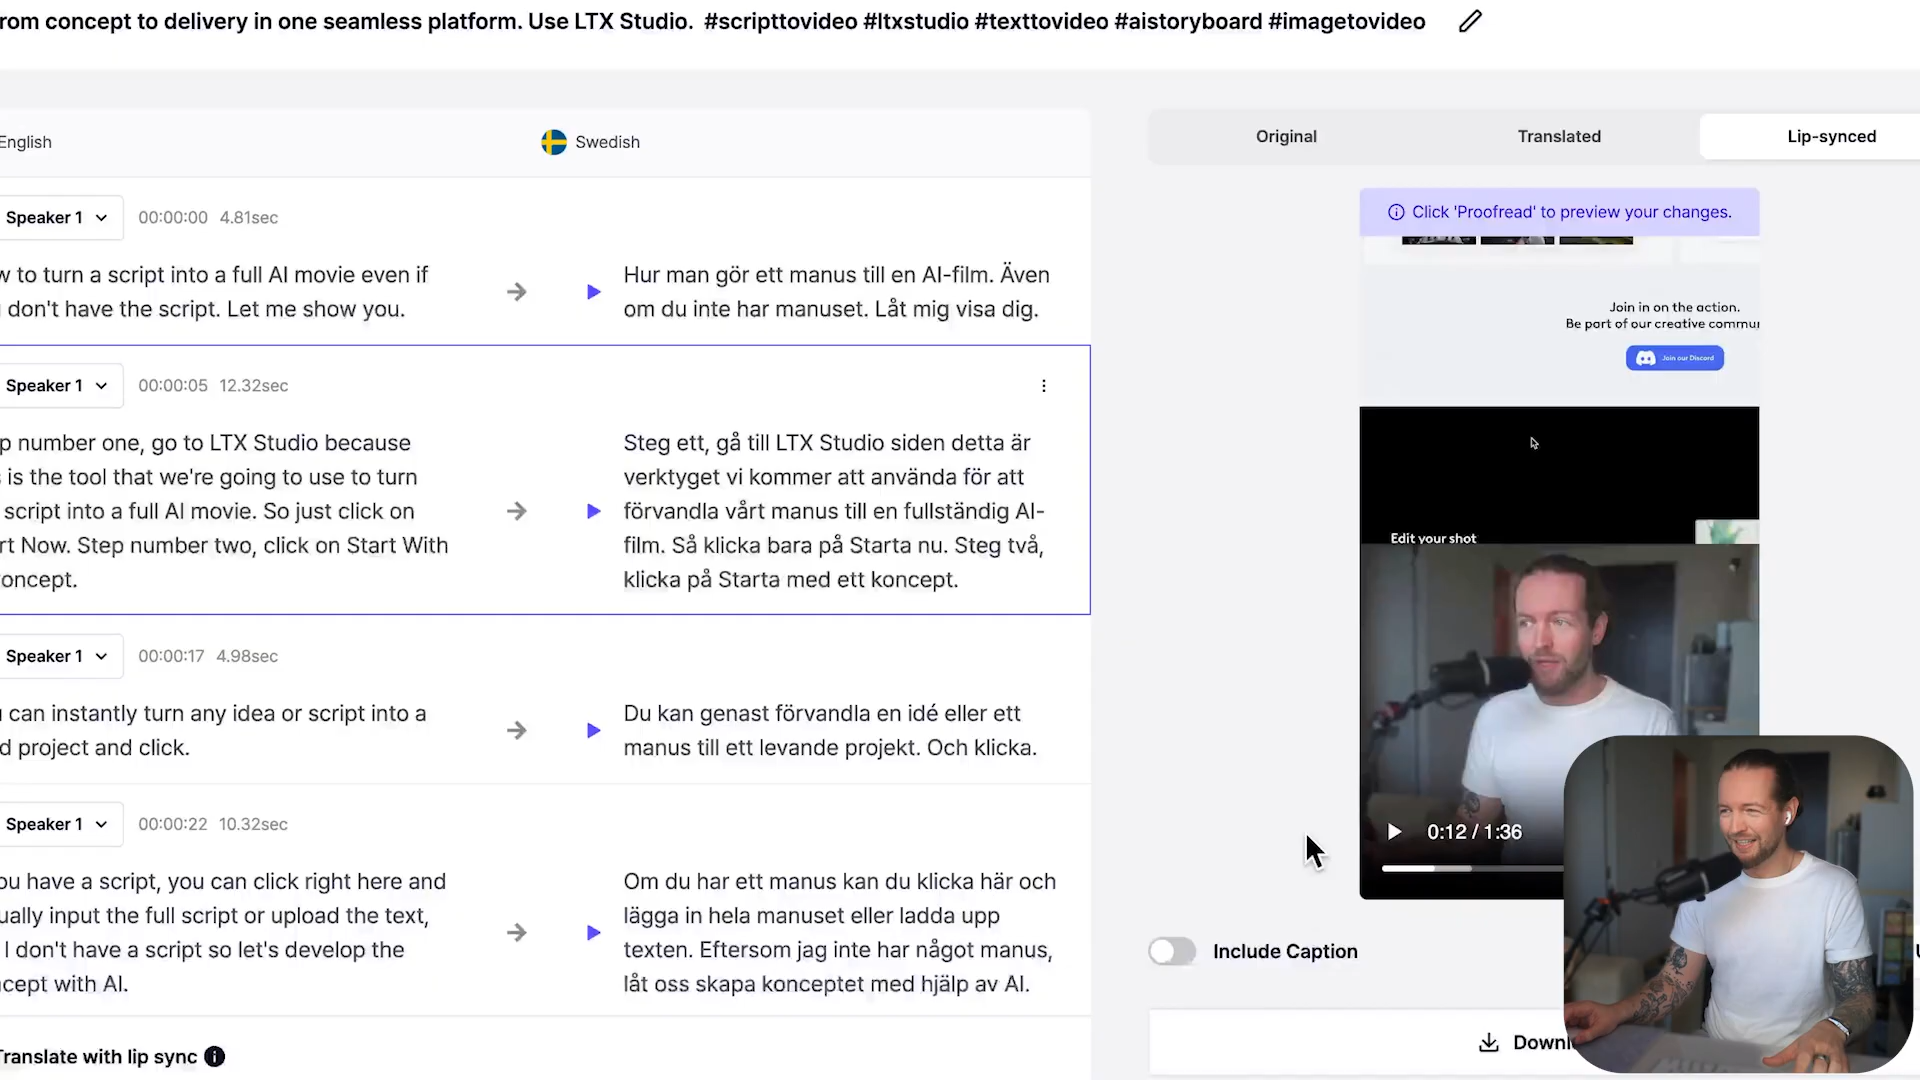 rom concept to delivery in one seamless platform. Use LTX Studio. #scripttovideo #ltxstudio #texttovideo #aistoryboard #imagetovideo
English
Swedish
Speaker 1 00:00:00 4.81sec
w to turn a script into a full AI movie even if
don't have the script. Let me show you.
Hur man gör ett manus till en AI-film. Även
om du inte har manuset. Låt mig visa dig.
Speaker 1 00:00:05 12.32sec
p number one, go to LTX Studio because
s is the tool that we're going to use to turn
script into a full AI movie. So just click on
rt Now. Step number two, click on Start With
oncept.
Steg ett, gå till LTX Studio siden detta är
verktyget vi kommer att använda för att
förvandla vårt manus till en fullständig AI-
film. Så klicka bara på Starta nu. Steg två,
klicka på Starta med ett koncept.
Speaker 1 00:00:17 4.98sec
can instantly turn any idea or script into a
d project and click.
Du kan genast förvandla en idé eller ett
manus till ett levande projekt. Och klicka.
Speaker 1 00:00:22 10.32sec
ou have a script, you can click right here and
ually input the full script or upload the text,
I don't have a script so let's develop the
cept with AI.
Om du har ett manus kan du klicka här och
lägga in hela manuset eller ladda upp
texten. Eftersom jag inte har något manus,
låt oss skapa konceptet med hjälp av AI.
Translate with lip sync
Original
Translated
Lip-synced
Click 'Proofread' to preview your changes.
Join in on the action.
Be part of our creative commu
Join our Discord
Edit your shot
0:12 / 1:36
Include Caption
Downl